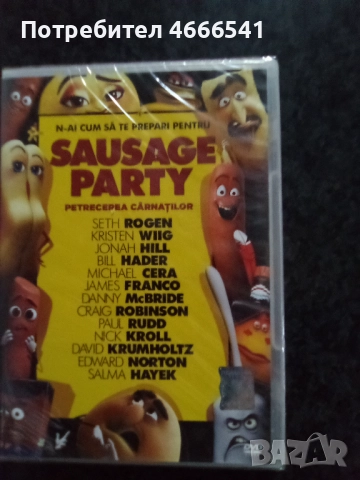 Потребител 4666541
N-AI CUM SĂ TE PREPARI PENTRU
SAUSAGE
PARTY
PETRECEREA CÂRNAȚILOR
SETH ROGEN
KRISTEN WIIG
JONAH HILL
BILL HADER
MICHAEL CERA
JAMES FRANCO
DANNY McBRIDE
CRAIG ROBINSON
PAUL RUDD
NICK KROLL
DAVID KRUMHOLTZ
EDWARD NORTON
SALMA HAYEK
DVD
BAZAR